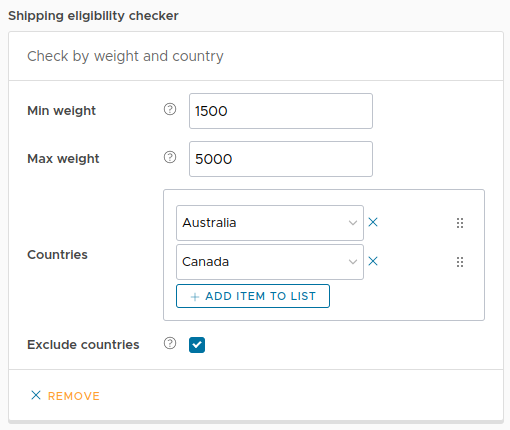 Shipping eligibility checker
Check by weight and country
Min weight ? 1500
Max weight ? 5000
Countries
Australia
Canada
+ ADD ITEM TO LIST
Exclude countries ?
REMOVE